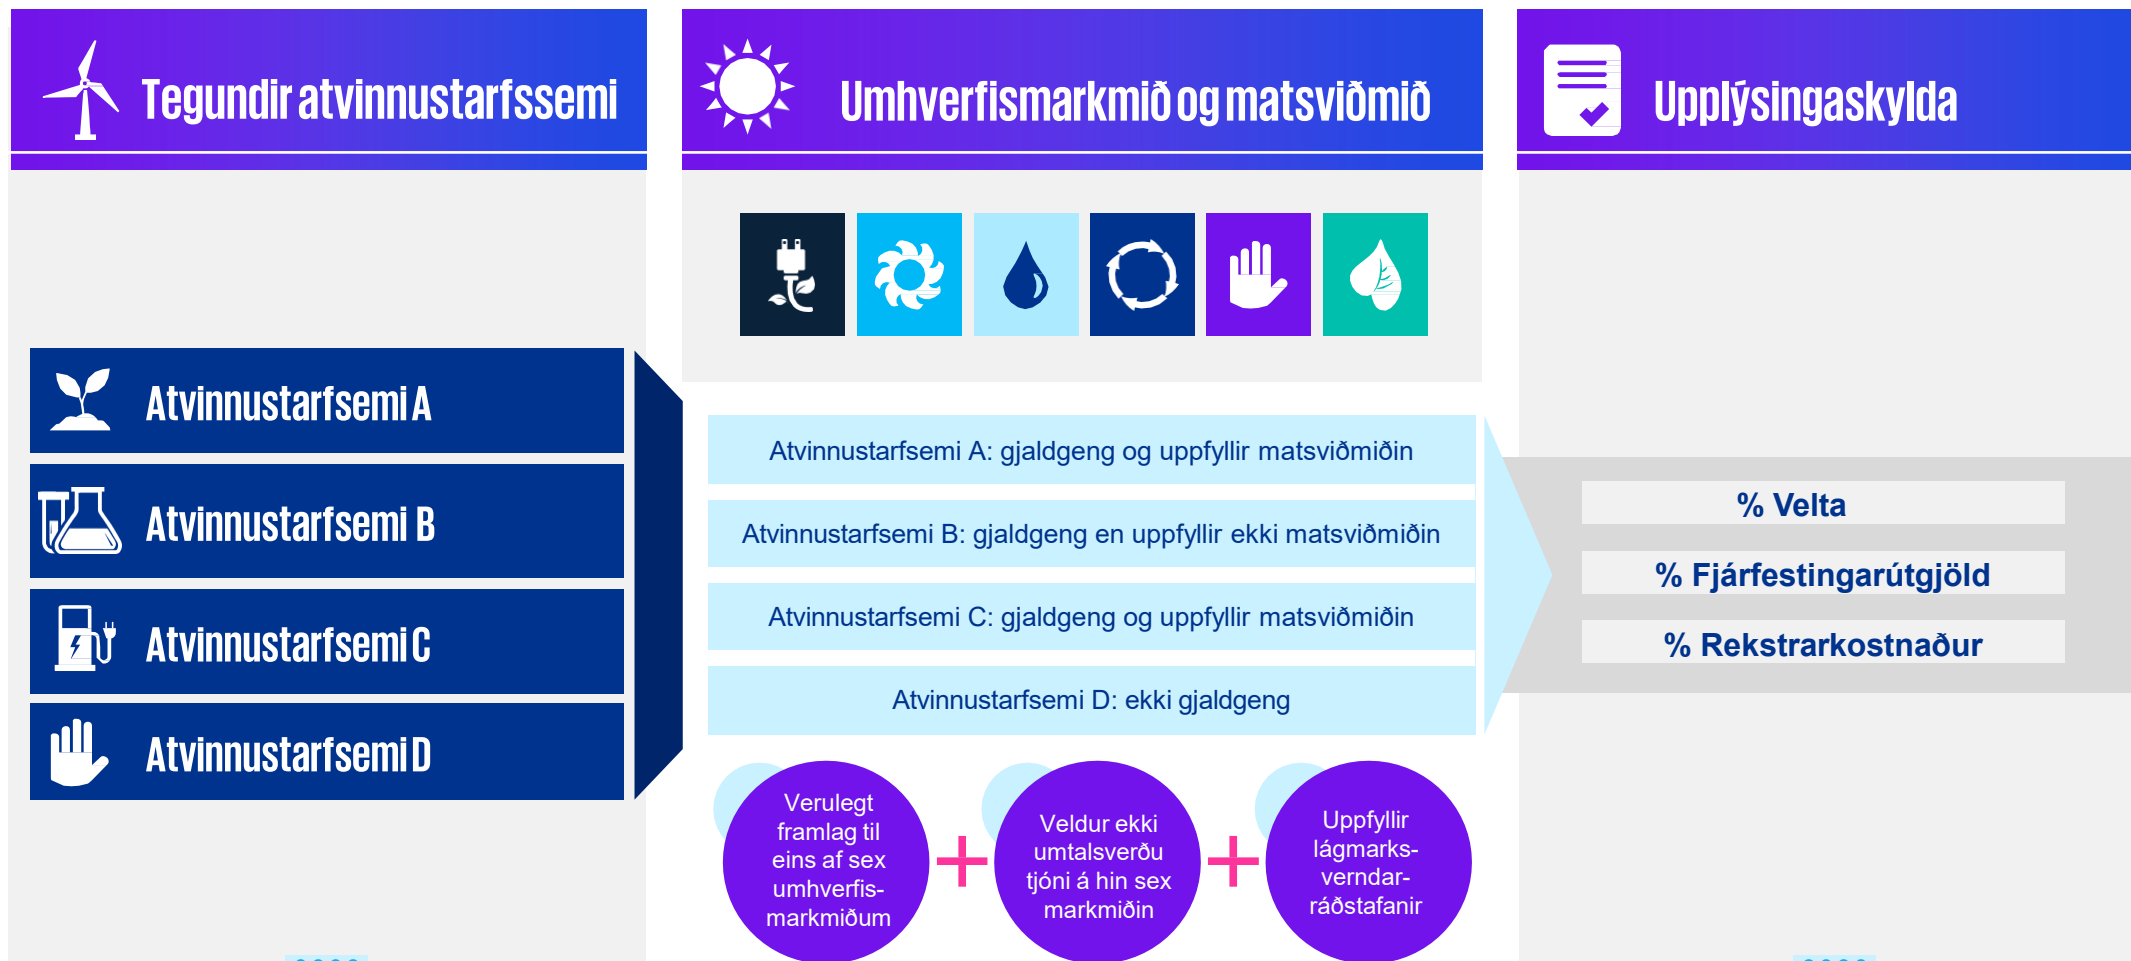 Tegundir atvinnustarfssemi
Atvinnustarfsemi A
Atvinnustarfsemi B
Atvinnustarfsemi C
Atvinnustarfsemi D
Umhverfismarkmið og matsviðmið
Atvinnustarfsemi A: gjaldgeng og uppfyllir matsviðmiðin
Atvinnustarfsemi B: gjaldgeng en uppfyllir ekki matsviðmiðin
Atvinnustarfsemi C: gjaldgeng og uppfyllir matsviðmiðin
Atvinnustarfsemi D: ekki gjaldgeng
Verulegt
framlag til
eins af sex
umhverfis-
markmiðum
Veldur ekki
umtalsverðu
tjóni á hin sex
markmiðin
Uppfyllir
lágmarks-
verndar-
ráðstafanir
Upplýsingaskylda
% Velta
% Fjárfestingarútgjöld
% Rekstrarkostnaður